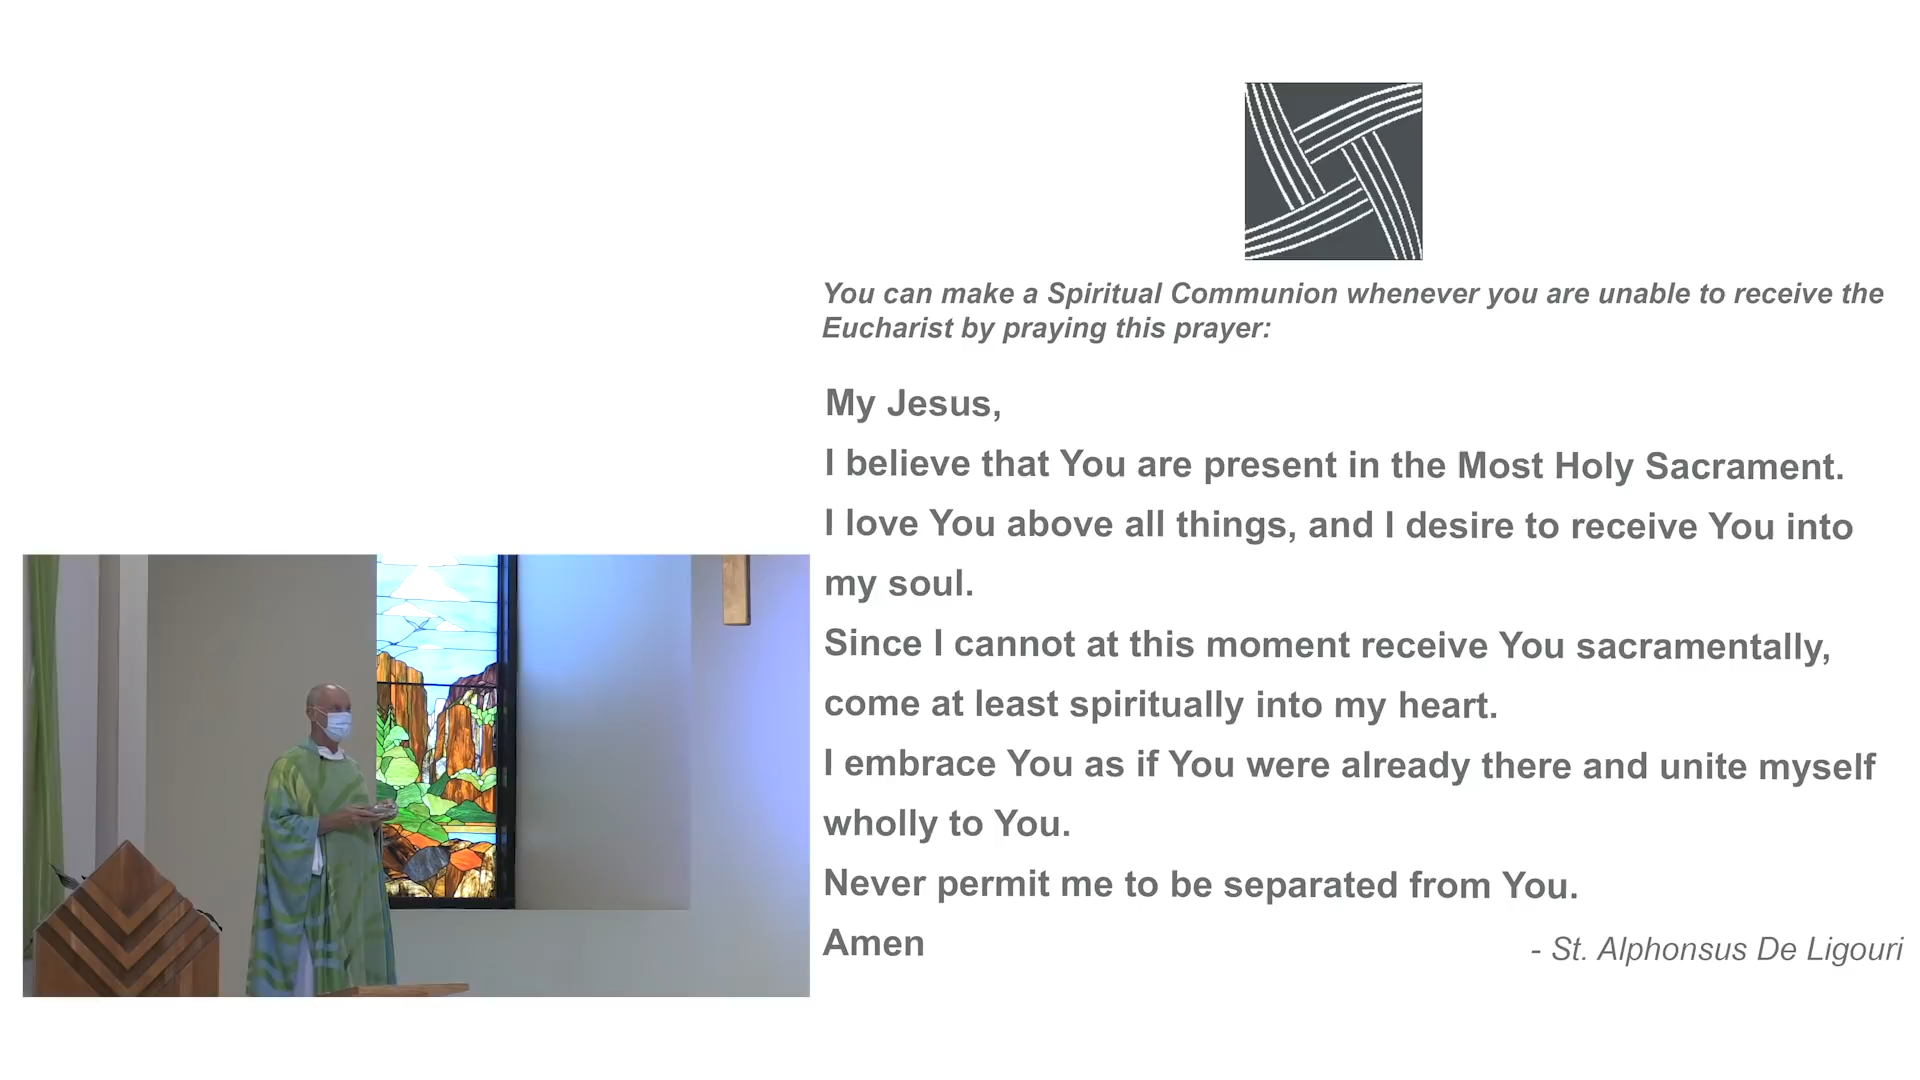 You can make a Spiritual Communion whenever you are unable to receive the
Eucharist by praying this prayer:
My Jesus,
I believe that You are present in the Most Holy Sacrament.
I love You above all things, and I desire to receive You into
my soul.
Since I cannot at this moment receive You sacramentally,
come at least spiritually into my heart.
I embrace You as if You were already there and unite myself
wholly to You.
Never permit me to be separated from You.
Amen
- St. Alphonsus De Ligouri